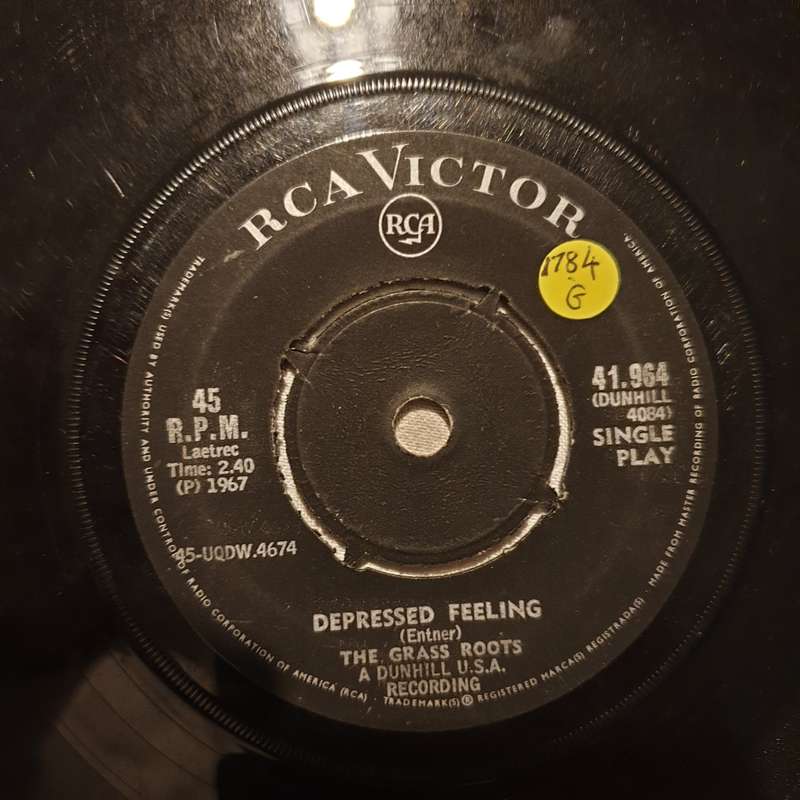 RCA VICTOR
RCA
1784
G
45
R.P.M.
Laetrec
Time: 2.40
(P) 1967
45-UQDW.4674
41.964
(DUNHILL
4084)
SINGLE
PLAY
DEPRESSED FEELING
(Entner)
THE GRASS ROOTS
A DUNHILL U.S.A.
RECORDING
TRADEMARK(S) USED BY AUTHORITY AND UNDER CONTROL OF RADIO CORPORATION OF AMERICA (RCA) - TRADEMARK(S) ® REGISTERED MARCA(S) REGISTRADA(S) - MADE FROM MASTER RECORDING OF RADIO CORPORATION OF AMERICA.